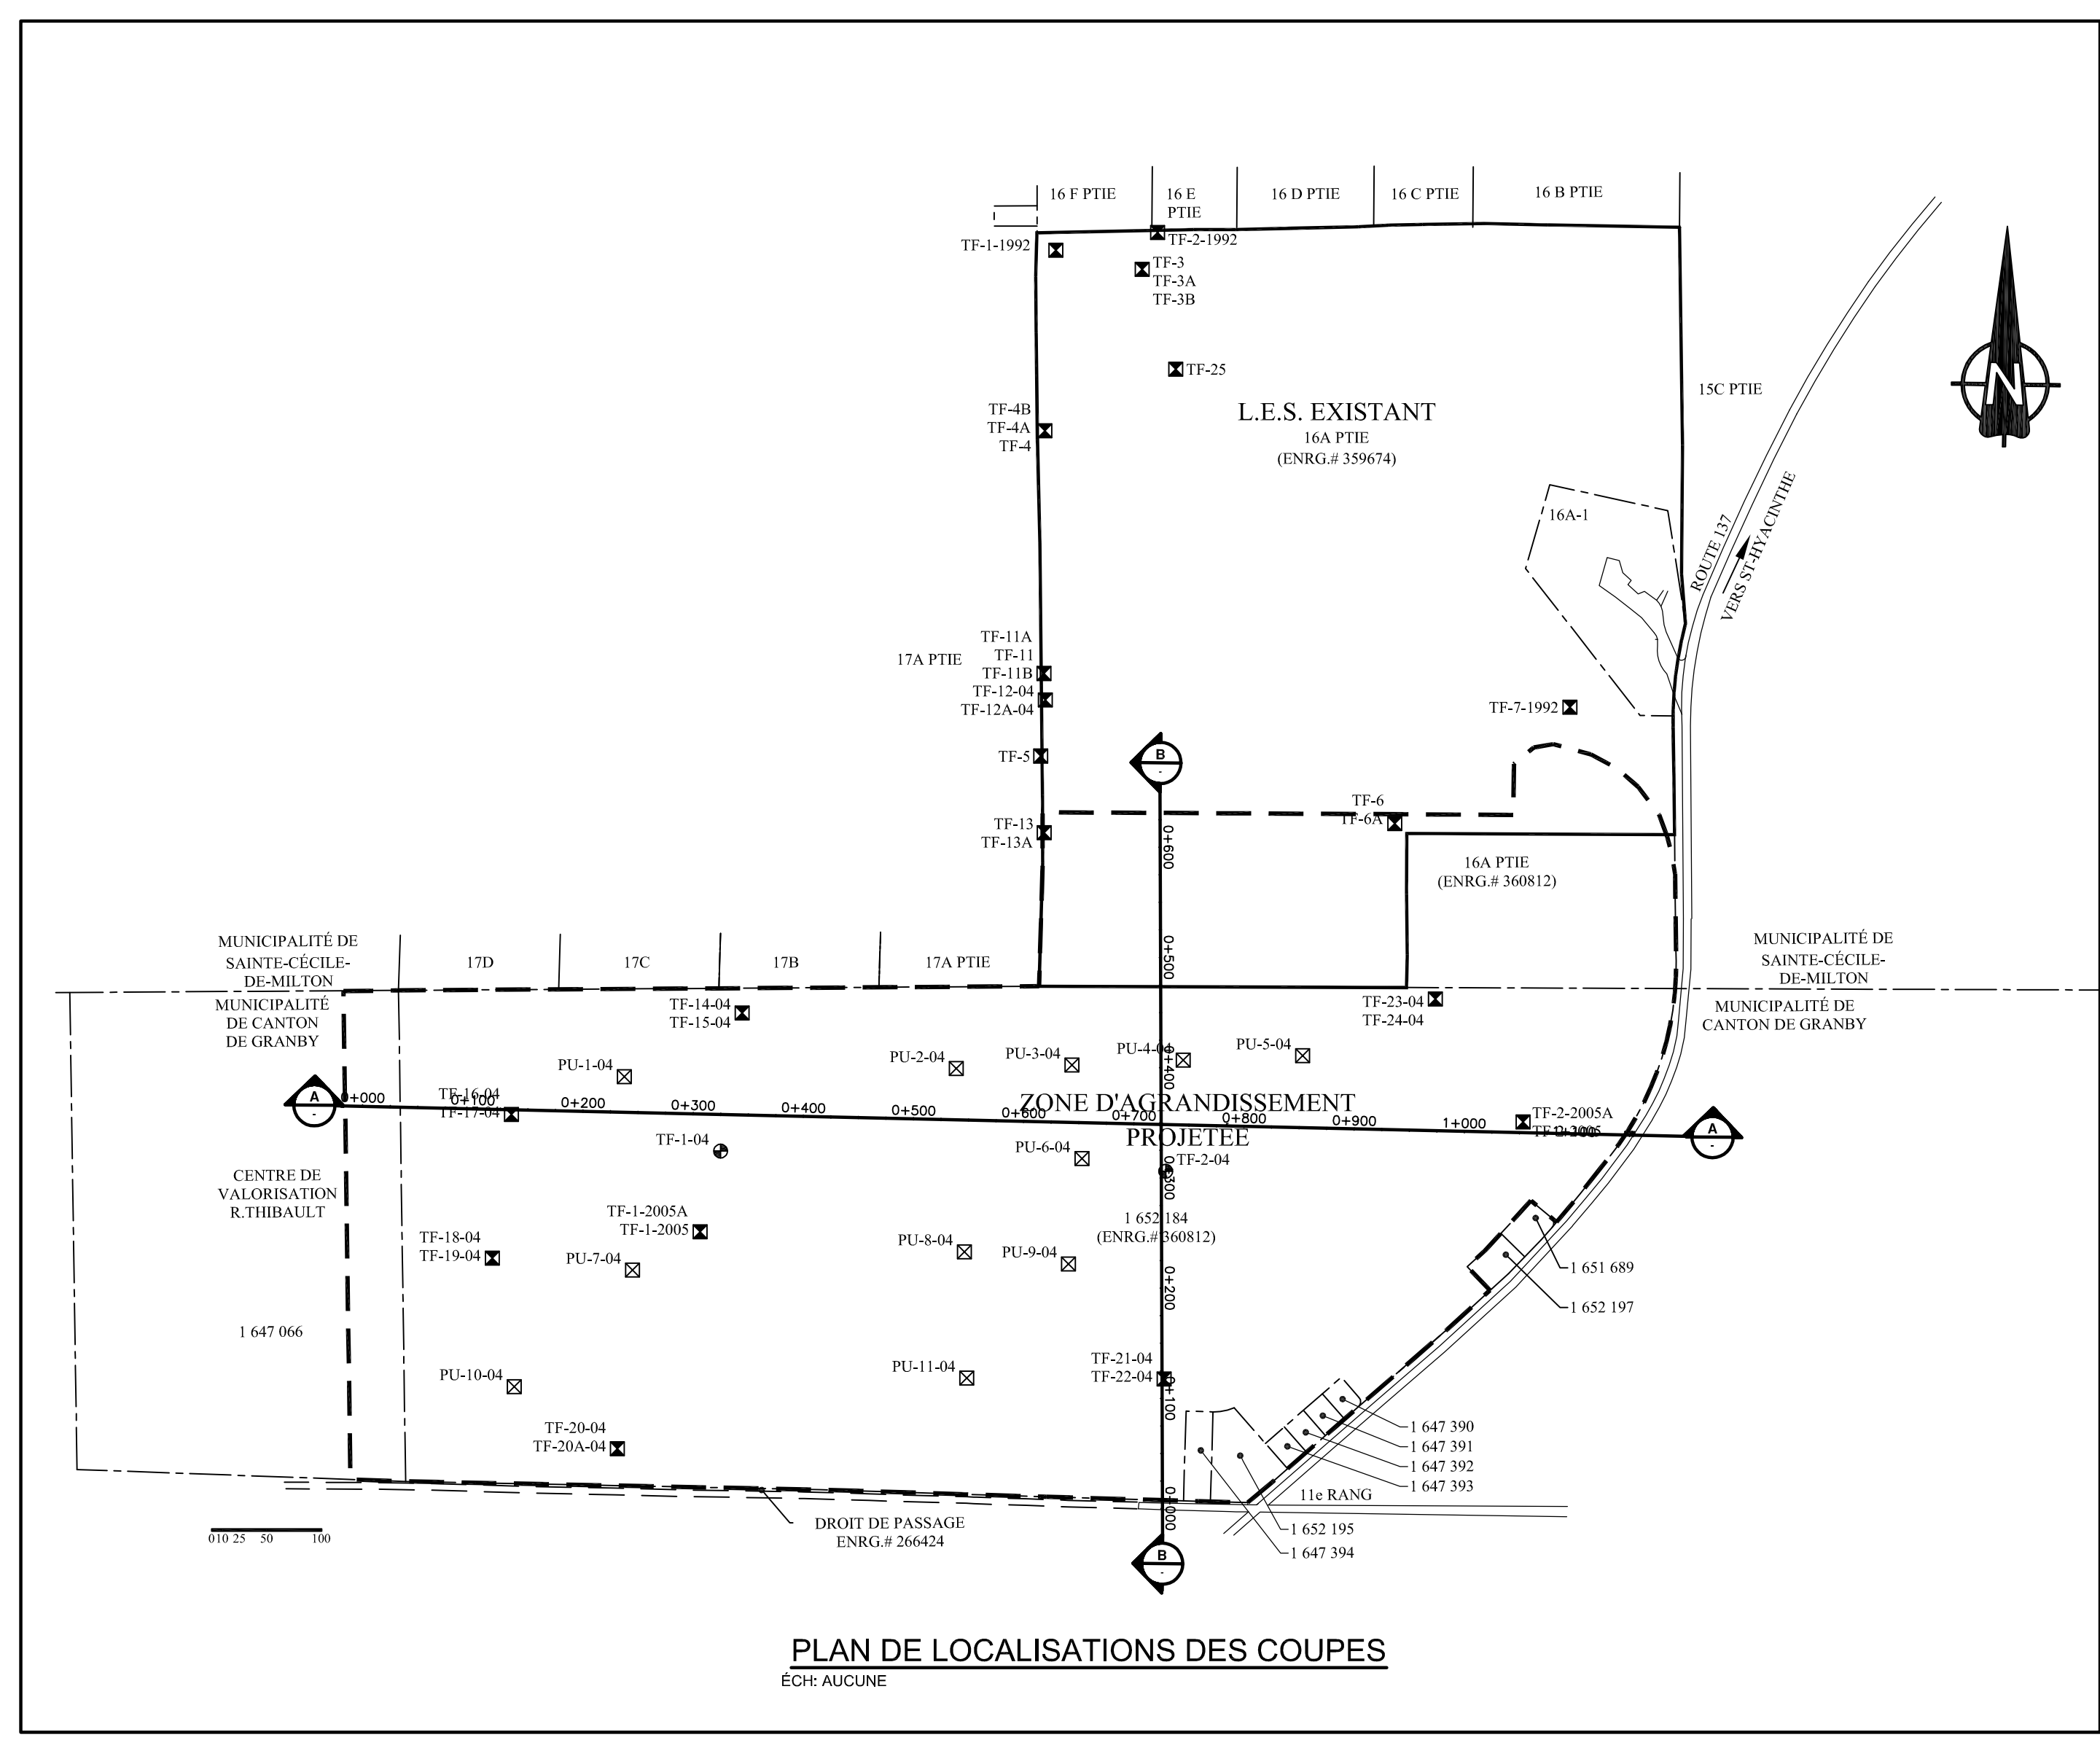 16 F PTIE
16 E
PTIE
16 D PTIE
16 C PTIE
16 B PTIE
TF-1-1992
TF-2-1992
TF-3
TF-3A
TF-3B
TF-25
TF-4B
TF-4A
TF-4
L.E.S. EXISTANT
16A PTIE
(ENRG.# 359674)
15C PTIE
N
16A-1
ROUTE 137
VERS ST-HYACINTHE
17A PTIE
TF-11A
TF-11
TF-11B
TF-12-04
TF-12A-04
TF-5
TF-7-1992
B
-
TF-6
TF-6A
TF-13
TF-13A
0+600
16A PTIE
(ENRG.# 360812)
MUNICIPALITÉ DE
SAINTE-CÉCILE-
DE-MILTON
17D
17C
17B
17A PTIE
0+500
MUNICIPALITÉ DE
SAINTE-CÉCILE-
DE-MILTON
MUNICIPALITÉ
DE CANTON
DE GRANBY
TF-14-04
TF-15-04
TF-23-04
TF-24-04
MUNICIPALITÉ DE
CANTON DE GRANBY
PU-1-04
PU-2-04
PU-3-04
PU-4-04
PU-5-04
0+400
A
-
0+000
TF-16-04
TF-17-04
0+100
0+200
0+300
0+400
0+500
0+600
0+700
0+800
0+900
1+000
1+100
ZONE D'AGRANDISSEMENT
PROJETÉE
TF-2-2005A
TF-2-2005
A
-
TF-1-04
PU-6-04
TF-2-04
0+300
CENTRE DE
VALORISATION
R.THIBAULT
TF-1-2005A
TF-1-2005
1 652 184
(ENRG.# 360812)
TF-18-04
TF-19-04
PU-7-04
PU-8-04
PU-9-04
0+200
1 651 689
1 652 197
1 647 066
PU-10-04
PU-11-04
TF-21-04
TF-22-04
0+100
TF-20-04
TF-20A-04
1 647 390
1 647 391
1 647 392
1 647 393
11e RANG
0+000
DROIT DE PASSAGE
ENRG.# 266424
1 652 195
1 647 394
0 10 25 50 100
B
-
PLAN DE LOCALISATIONS DES COUPES
ÉCH: AUCUNE